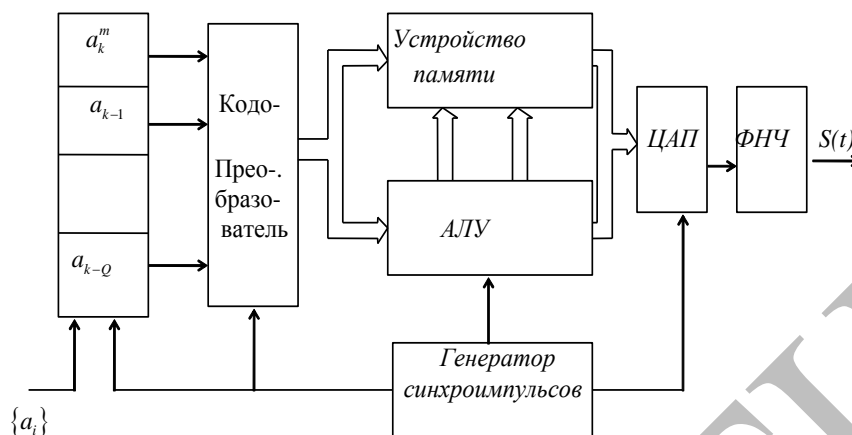 a_k^m
a_{k-1}
a_{k-Q}
Кодо-
Прео-.
бразо-
ватель
Устройство
памяти
АЛУ
ЦАП
ФНЧ
S(t)
Генератор
синхроимпульсов
{a_i}